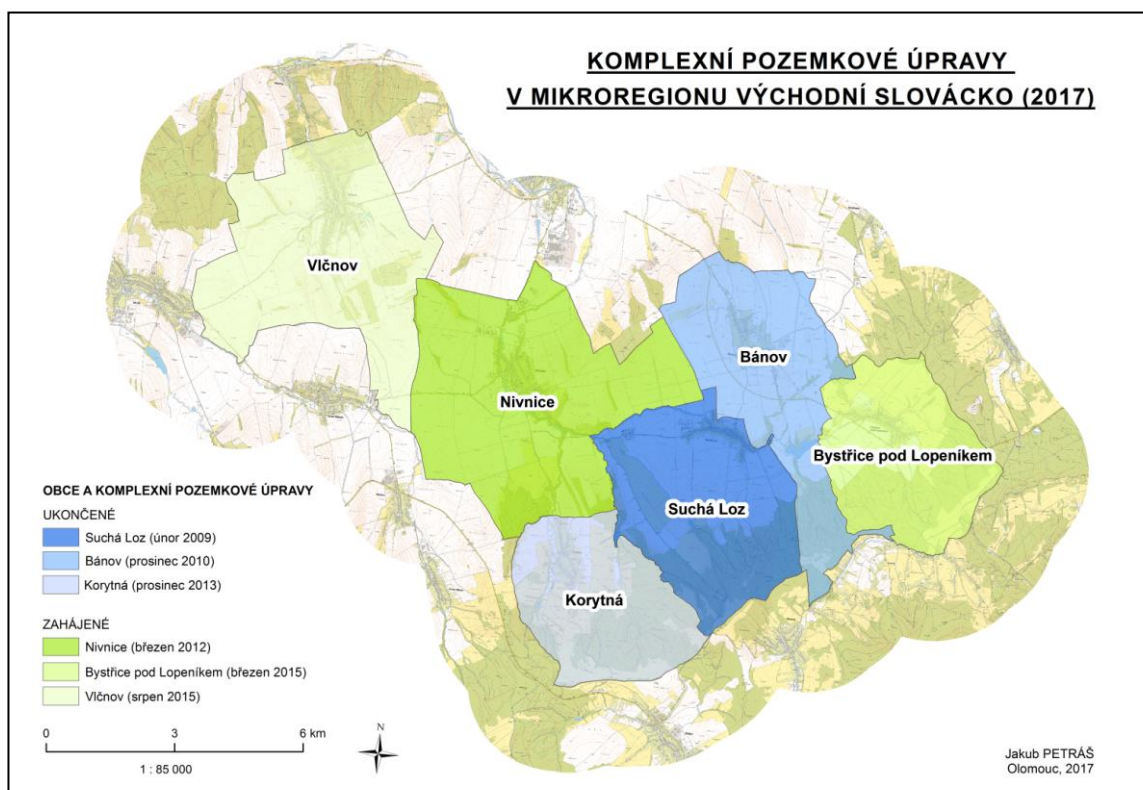 KOMPLEXNÍ POZEMKOVÉ ÚPRAVY
V MIKROREGIONU VÝCHODNÍ SLOVÁCKO (2017)
Vlčnov
Bánov
Nivnice
Bystřice pod Lopeníkem
Suchá Loz
Korytná
OBCE A KOMPLEXNÍ POZEMKOVÉ ÚPRAVY
UKONČENÉ
Suchá Loz (únor 2009)
Bánov (prosinec 2010)
Korytná (prosinec 2013)
ZAHÁJENÉ
Nivnice (březen 2012)
Bystřice pod Lopeníkem (březen 2015)
Vlčnov (srpen 2015)
0 3 6 km
1 : 85 000
N
Jakub PETRÁŠ
Olomouc, 2017